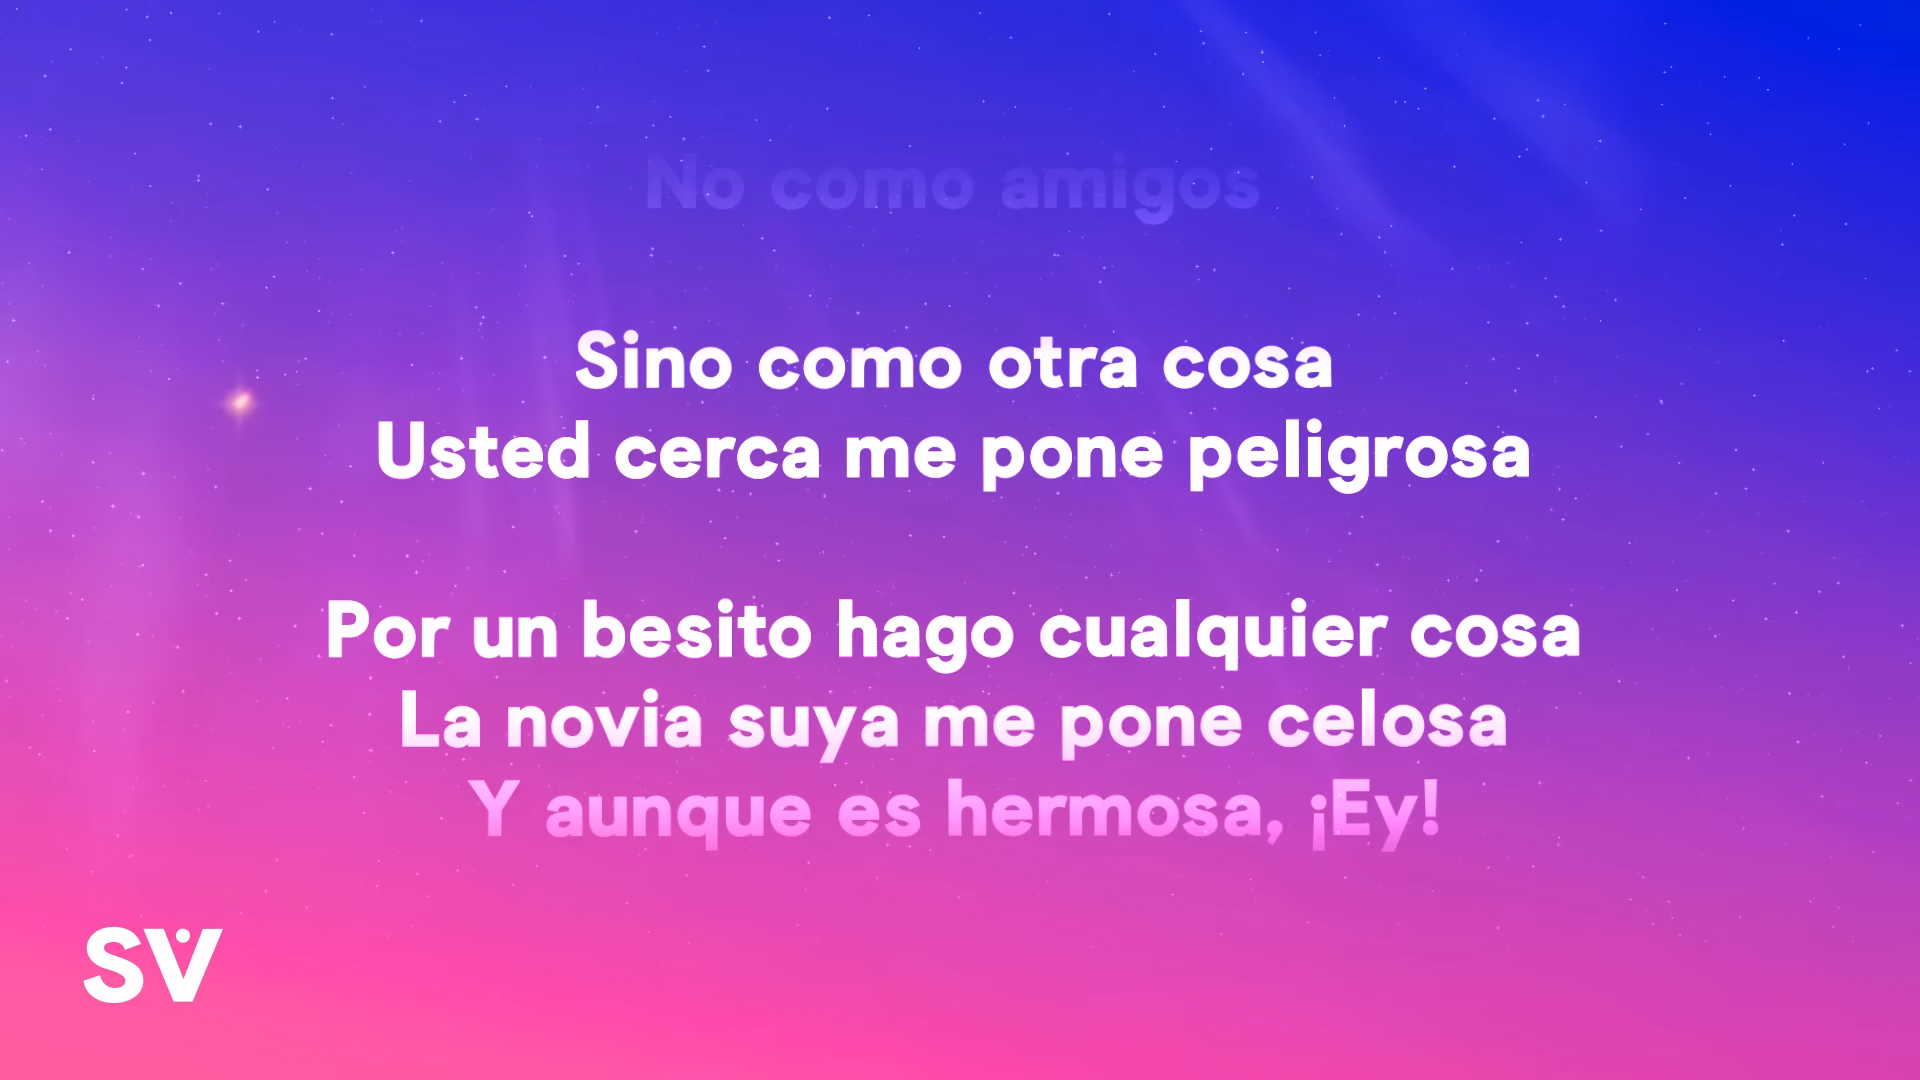 No como amigos
Sino como otra cosa
Usted cerca me pone peligrosa
Por un besito hago cualquier cosa
La novia suya me pone celosa
Y aunque es hermosa, ¡Ey!
SV